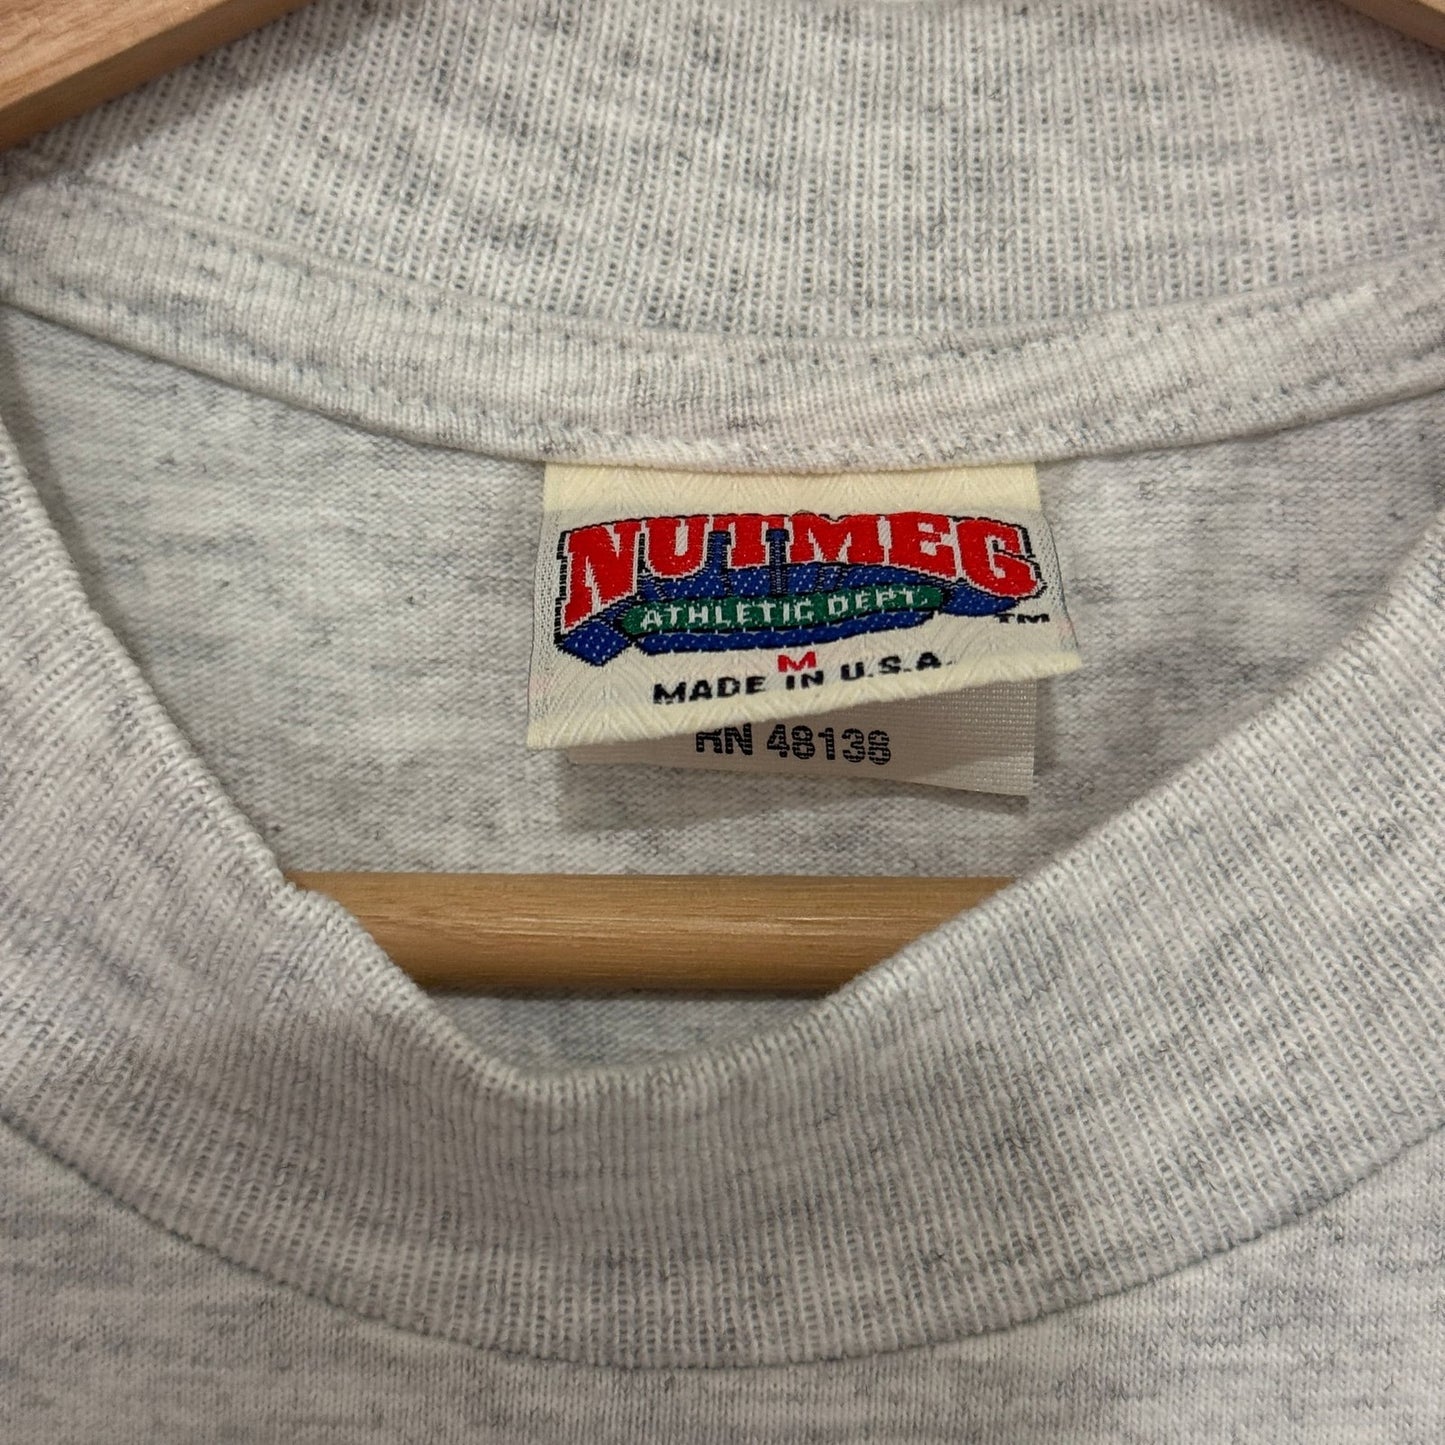 NUTMEG
ATHLETIC DEPT.
TM
M
MADE IN U.S.A.
RN 48138